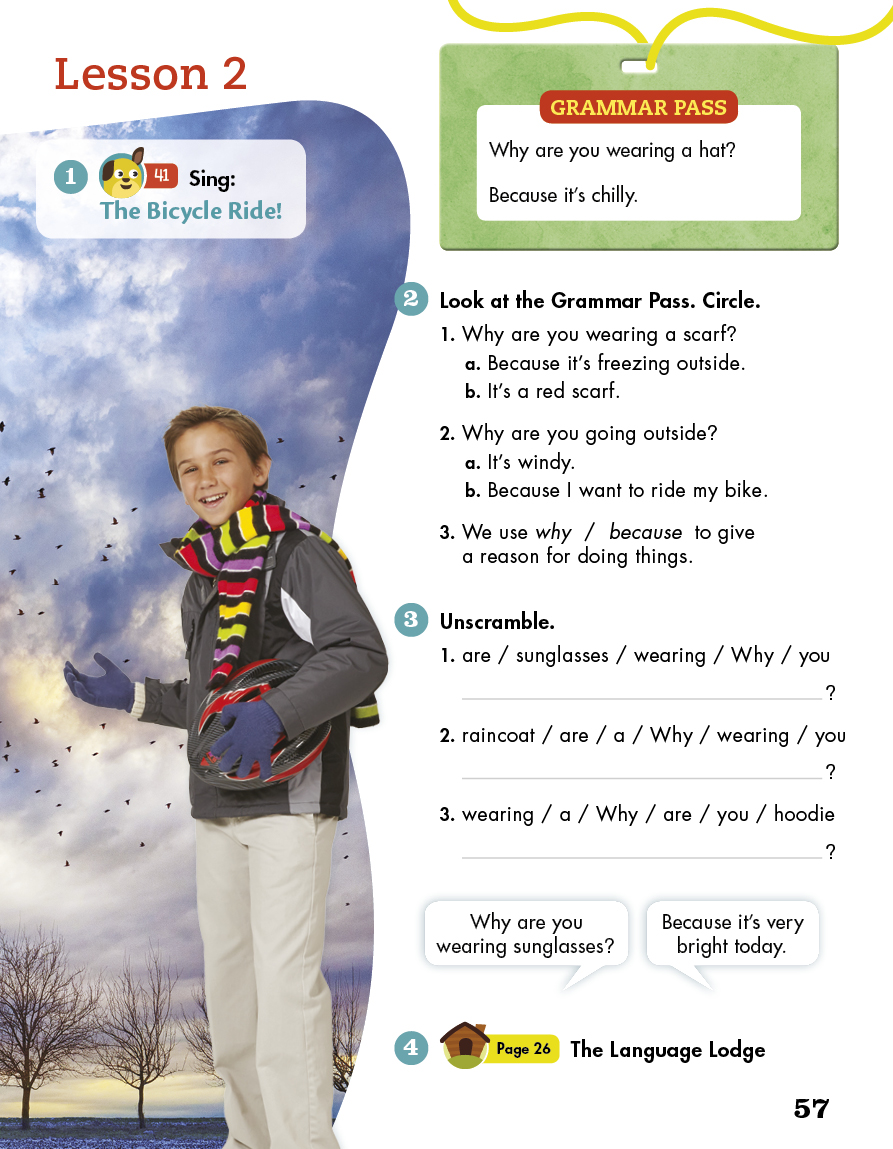 Lesson 2
1 41 Sing:
The Bicycle Ride!
GRAMMAR PASS
Why are you wearing a hat?
Because it's chilly.
2 Look at the Grammar Pass. Circle.
1. Why are you wearing a scarf?
a. Because it's freezing outside.
b. It's a red scarf.
2. Why are you going outside?
a. It's windy.
b. Because I want to ride my bike.
3. We use why / because to give
a reason for doing things.
3 Unscramble.
1. are / sunglasses / wearing / Why / you
?
2. raincoat / are / a / Why / wearing / you
?
3. wearing / a / Why / are / you / hoodie
?
Why are you
wearing sunglasses?
Because it's very
bright today.
4 Page 26 The Language Lodge
57